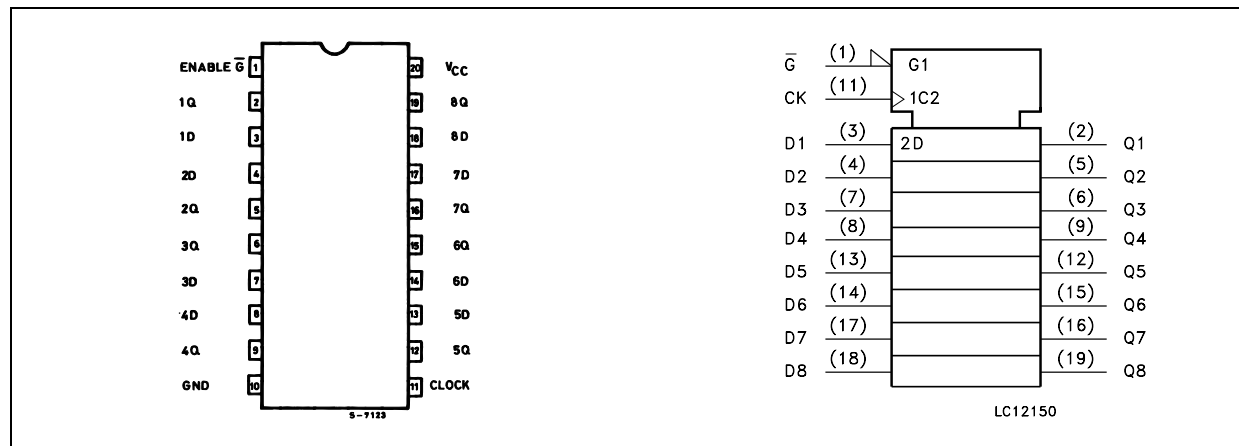 ENABLE G̅ 1 20 VCC
1Q 2 19 8Q
1D 3 18 8D
2D 4 17 7D
2Q 5 16 7Q
3Q 6 15 6Q
3D 7 14 6D
4D 8 13 5D
4Q 9 12 5Q
GND 10 11 CLOCK
S-7123
G̅ (1) G1
CK (11) 1C2
D1 (3) 2D (2) Q1
D2 (4) (5) Q2
D3 (7) (6) Q3
D4 (8) (9) Q4
D5 (13) (12) Q5
D6 (14) (15) Q6
D7 (17) (16) Q7
D8 (18) (19) Q8
LC12150